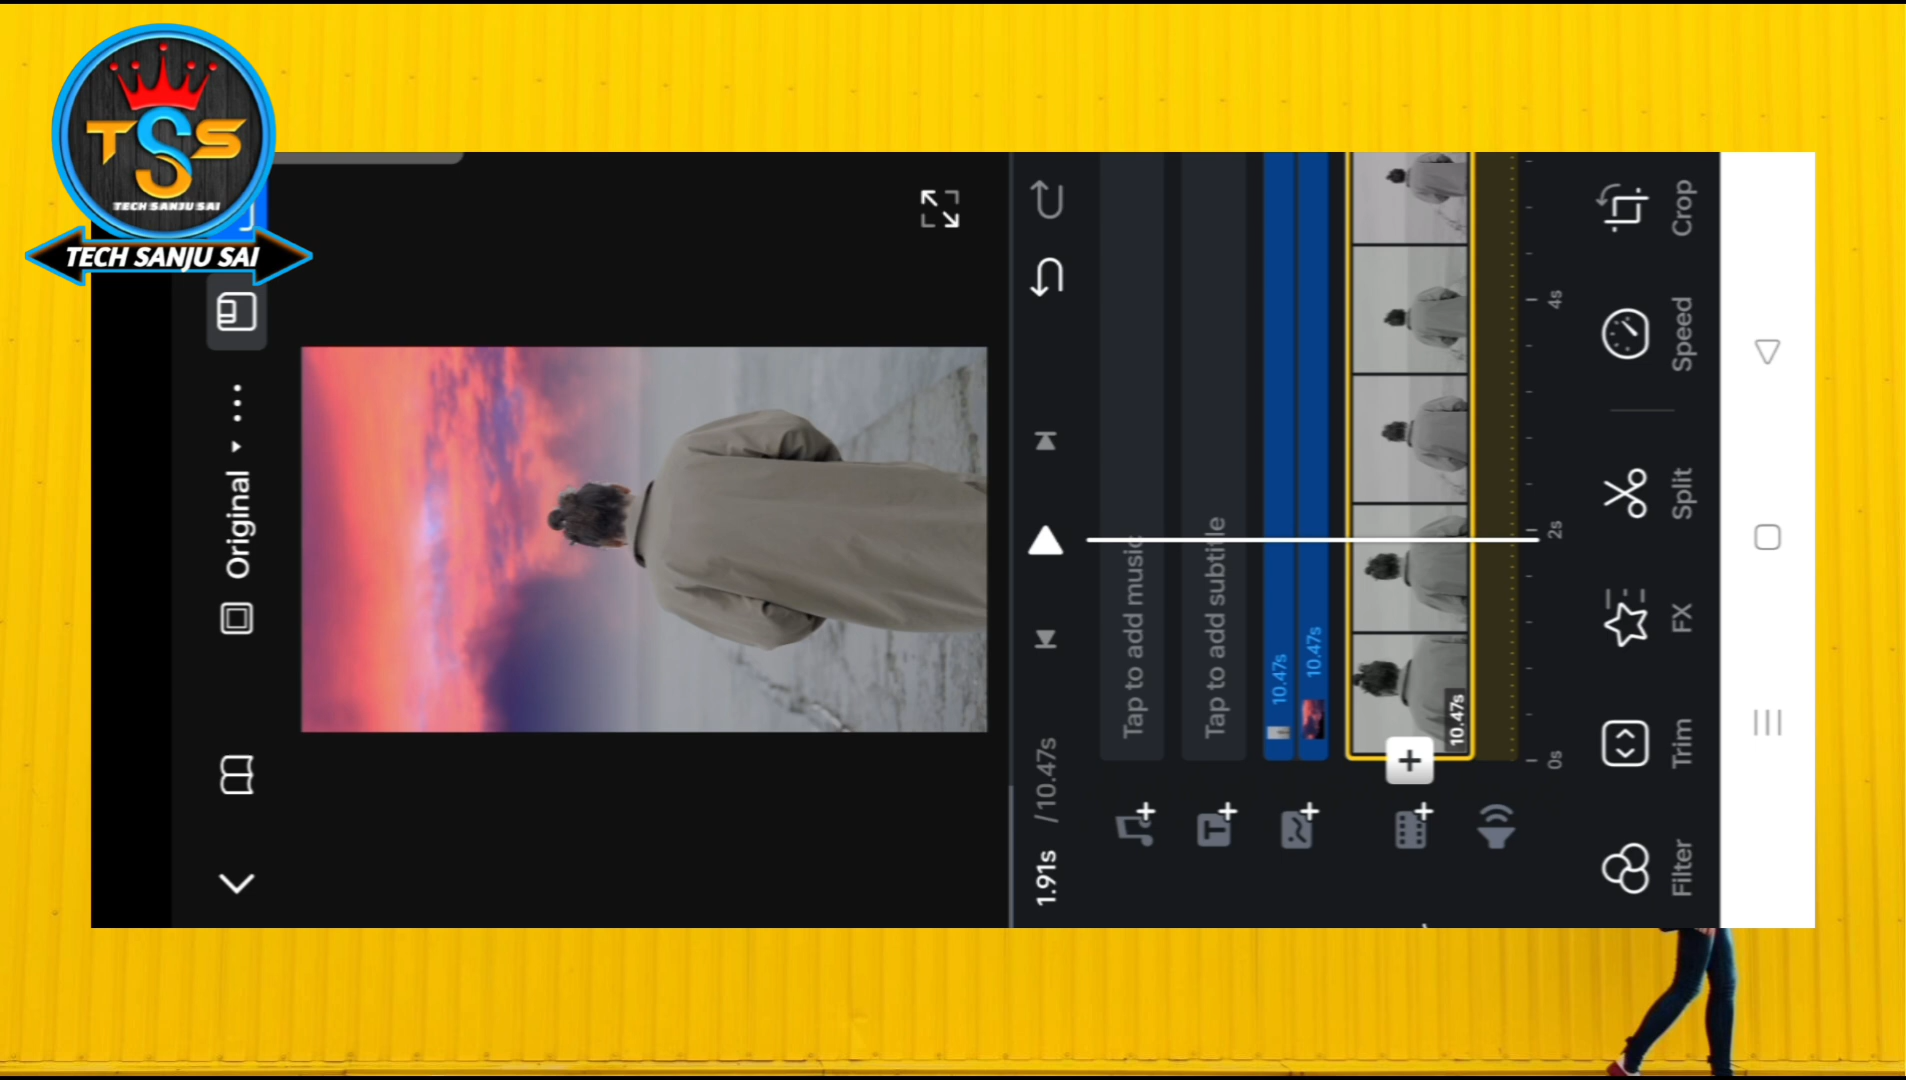 TSS
TECH SANJU SAI
TECH SANJU SAI
Original
1.91s / 10.47s
Tap to add music
Tap to add subtitle
10.47s
10.47s
10.47s
0s
2s
4s
Filter
Trim
FX
Split
Speed
Crop